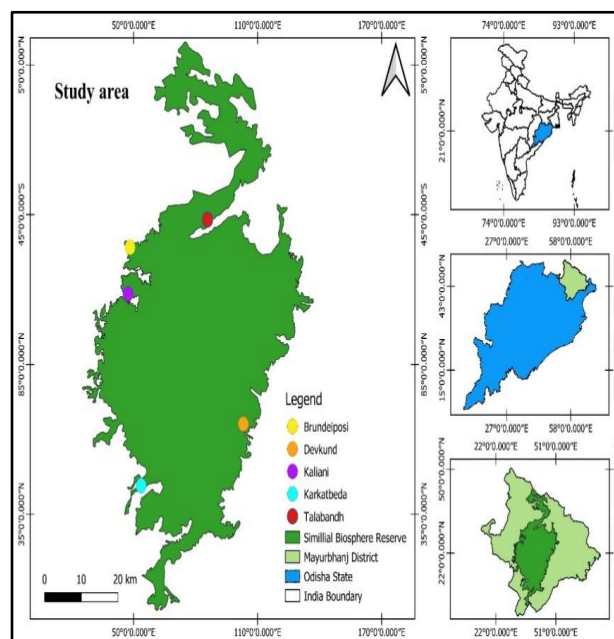 50°0'0.000"E 110°0'0.000"E 170°0'0.000"E
5°0'0.000"N
45°0'0.000"S
85°0'0.000"N
35°0'0.000"N
Study area
Legend
Brundeiposi
Devkund
Kaliani
Karkatbeda
Talabandh
Simillial Biosphere Reserve
Mayurbhanj District
Odisha State
India Boundary
0 10 20 km
50°0'0.000"E 110°0'0.000"E 170°0'0.000"E
5°0'0.000"N
45°0'0.000"S
85°0'0.000"N
35°0'0.000"N
74°0'0.000"E 93°0'0.000"E
21°0'0.000"N
21°0'0.000"N
74°0'0.000"E 93°0'0.000"E
27°0'0.000"E 58°0'0.000"E
43°0'0.000"N
15°0'0.000"N
43°0'0.000"N
15°0'0.000"N
27°0'0.000"E 58°0'0.000"E
22°0'0.000"E 51°0'0.000"E
50°0'0.000"N
22°0'0.000"N
50°0'0.000"N
22°0'0.000"N
22°0'0.000"E 51°0'0.000"E